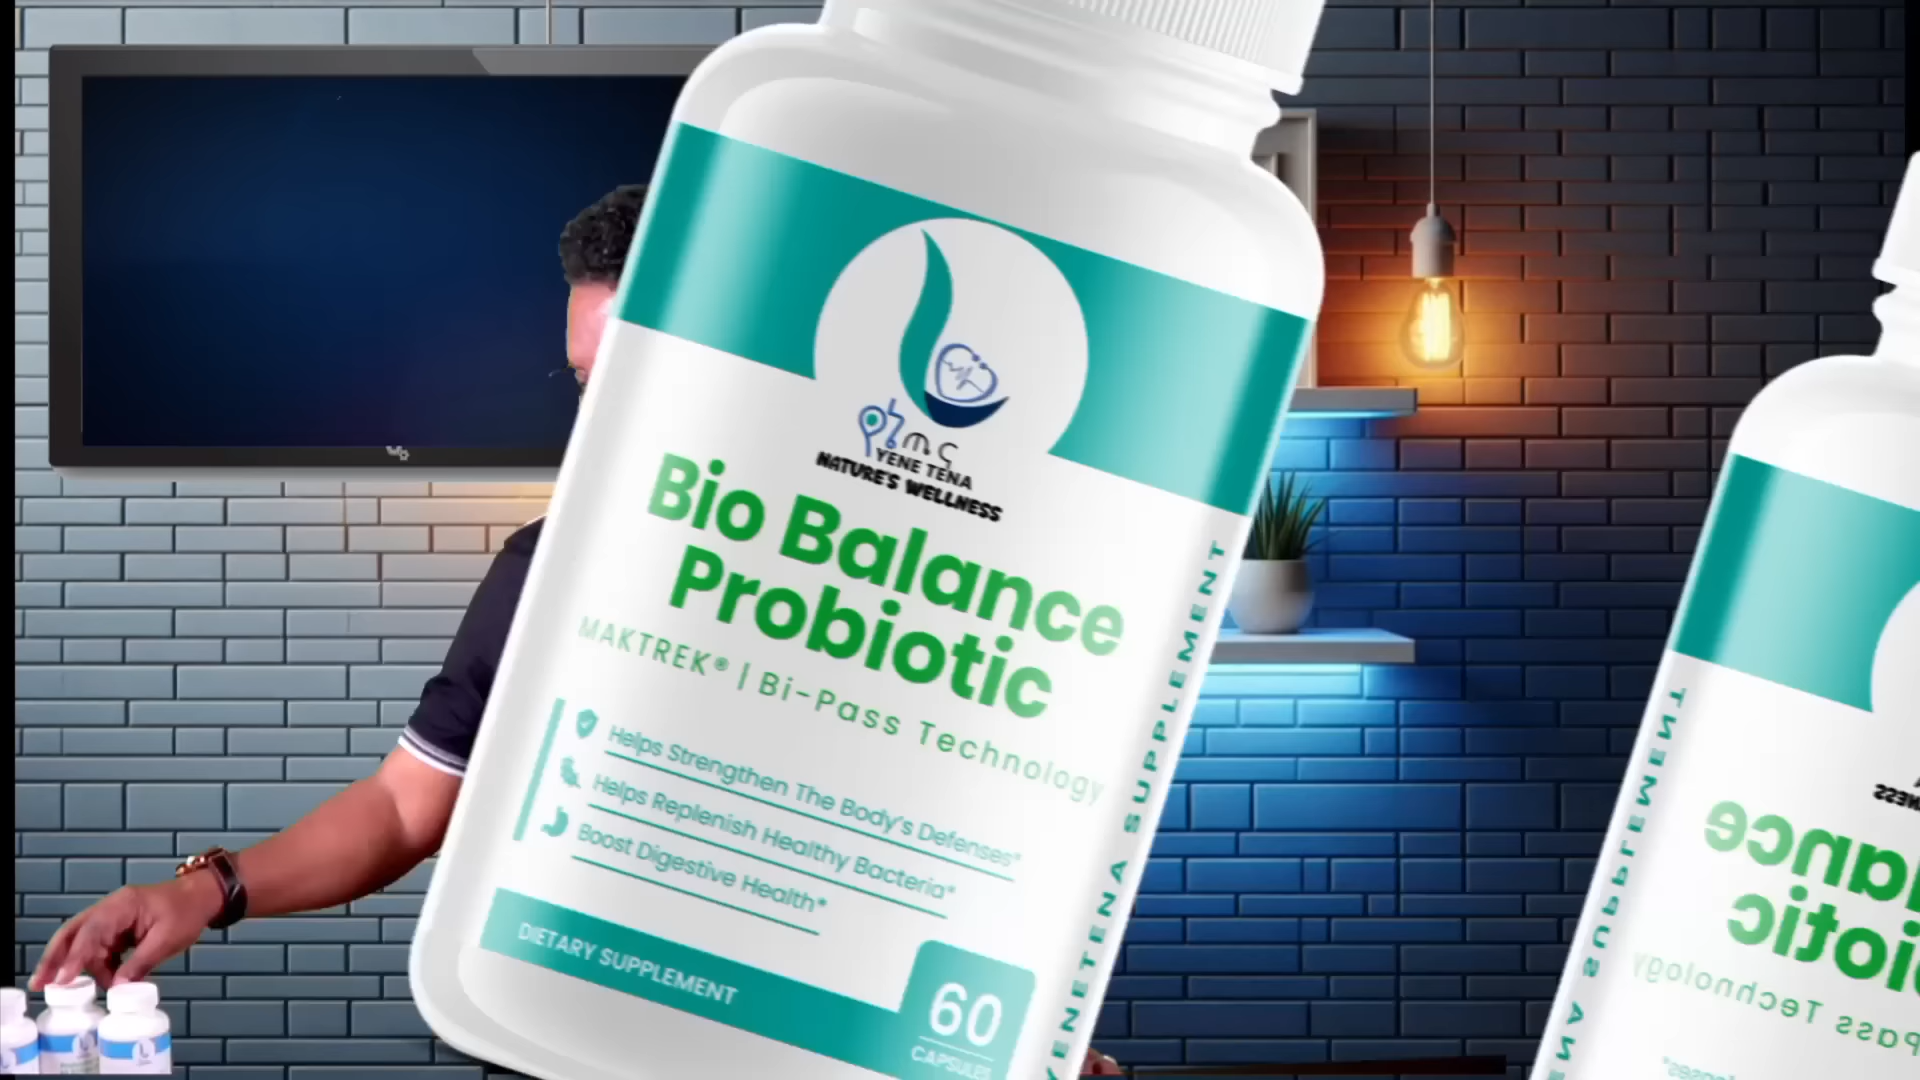 የኔ ጤና
YENE TENA
NATURE'S WELLNESS
Bio Balance
Probiotic
MAKTREK® | Bi-Pass Technology
Helps Strengthen The Body's Defenses*
Helps Replenish Healthy Bacteria*
Boost Digestive Health*
DIETARY SUPPLEMENT
60
CAPSULES
YENETENA SUPPLEMENT